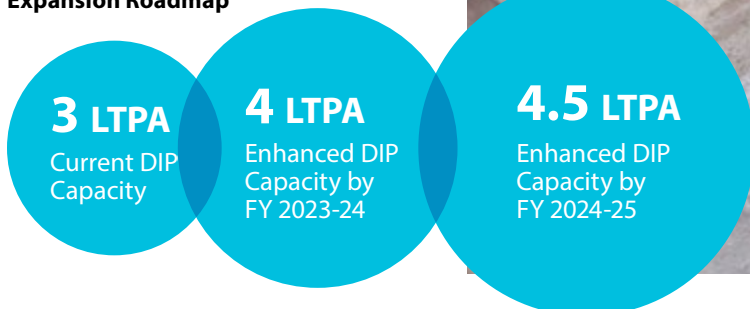 Expansion Roadmap
3 LTPA
Current DIP
Capacity
4 LTPA
Enhanced DIP
Capacity by
FY 2023-24
4.5 LTPA
Enhanced DIP
Capacity by
FY 2024-25